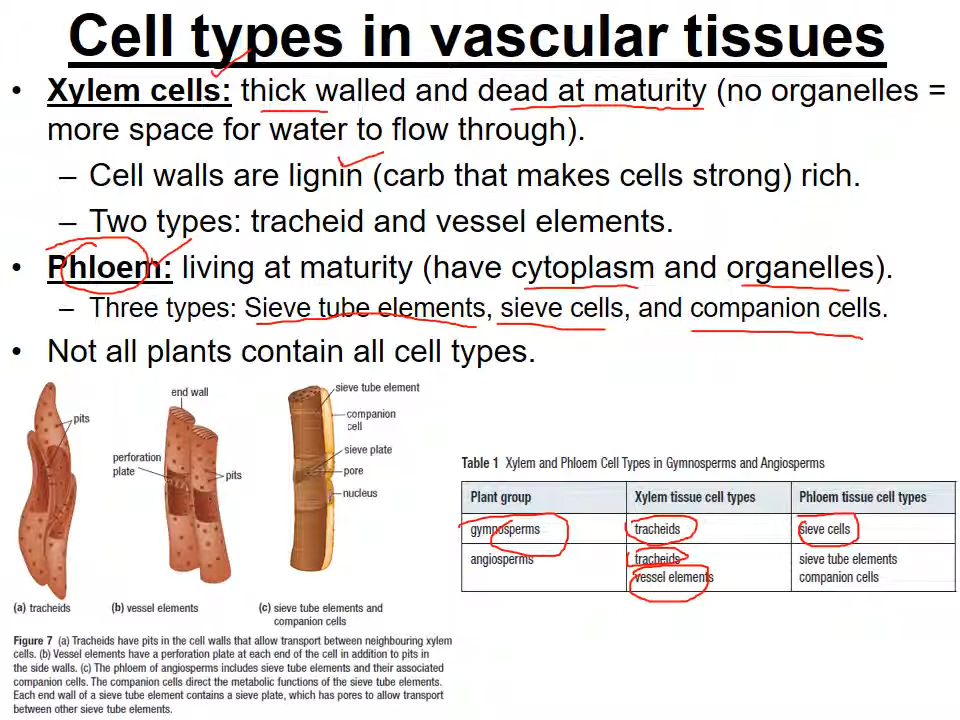 Cell types in vascular tissues
• Xylem cells: thick walled and dead at maturity (no organelles =
more space for water to flow through).
– Cell walls are lignin (carb that makes cells strong) rich.
– Two types: tracheid and vessel elements.
• Phloem: living at maturity (have cytoplasm and organelles).
– Three types: Sieve tube elements, sieve cells, and companion cells.
• Not all plants contain all cell types.
pits
(a) tracheids
end wall
perforation
plate
pits
(b) vessel elements
sieve tube element
companion
cell
sieve plate
pore
nucleus
(c) sieve tube elements and
companion cells
Figure 7 (a) Tracheids have pits in the cell walls that allow transport between neighbouring xylem
cells. (b) Vessel elements have a perforation plate at each end of the cell in addition to pits in
the side walls. (c) The phloem of angiosperms includes sieve tube elements and their associated
companion cells. The companion cells direct the metabolic functions of the sieve tube elements.
Each end wall of a sieve tube element contains a sieve plate, which has pores to allow transport
between other sieve tube elements.
Table 1 Xylem and Phloem Cell Types in Gymnosperms and Angiosperms
Plant group Xylem tissue cell types Phloem tissue cell types
gymnosperms tracheids sieve cells
angiosperms tracheids sieve tube elements
vessel elements companion cells